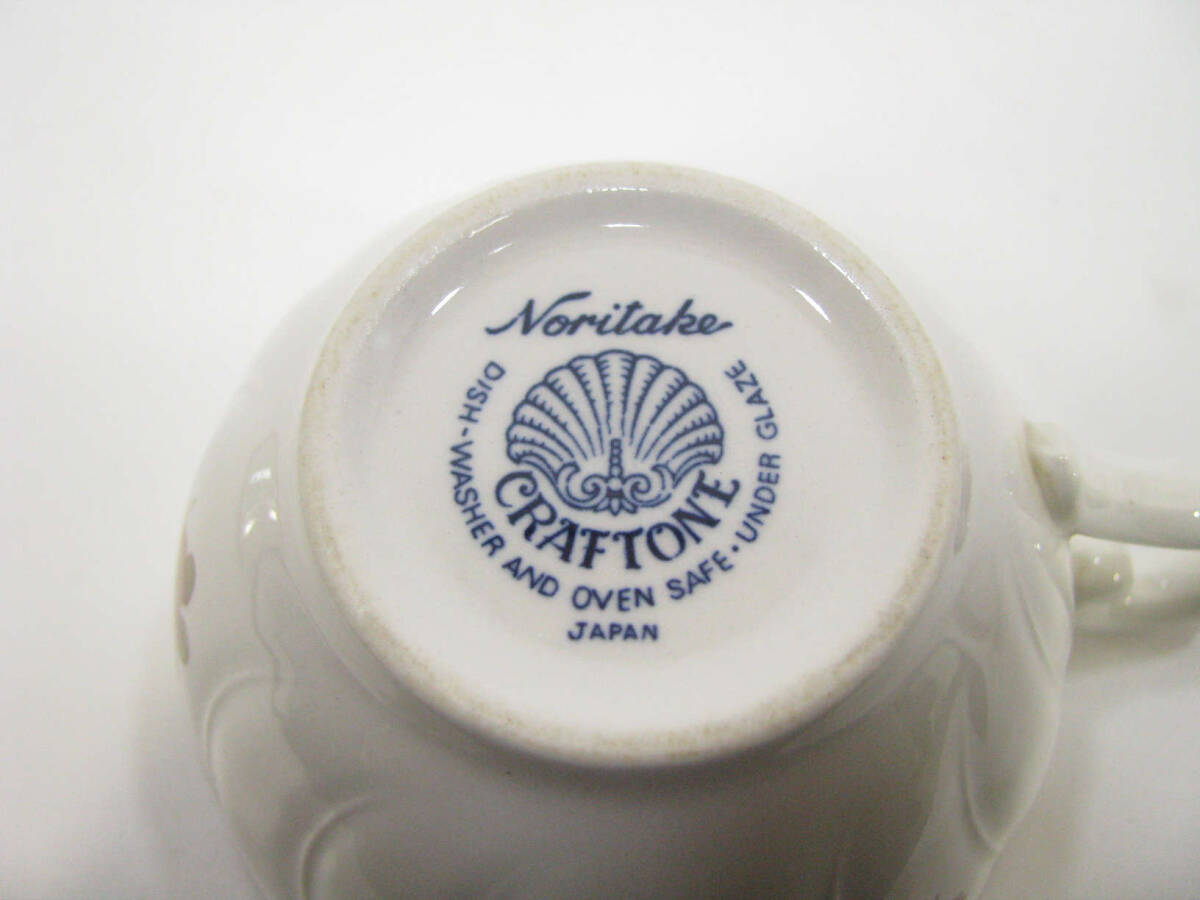 Noritake
CRAFTONE
DISH-WASHER AND OVEN SAFE·UNDER GLAZE
JAPAN